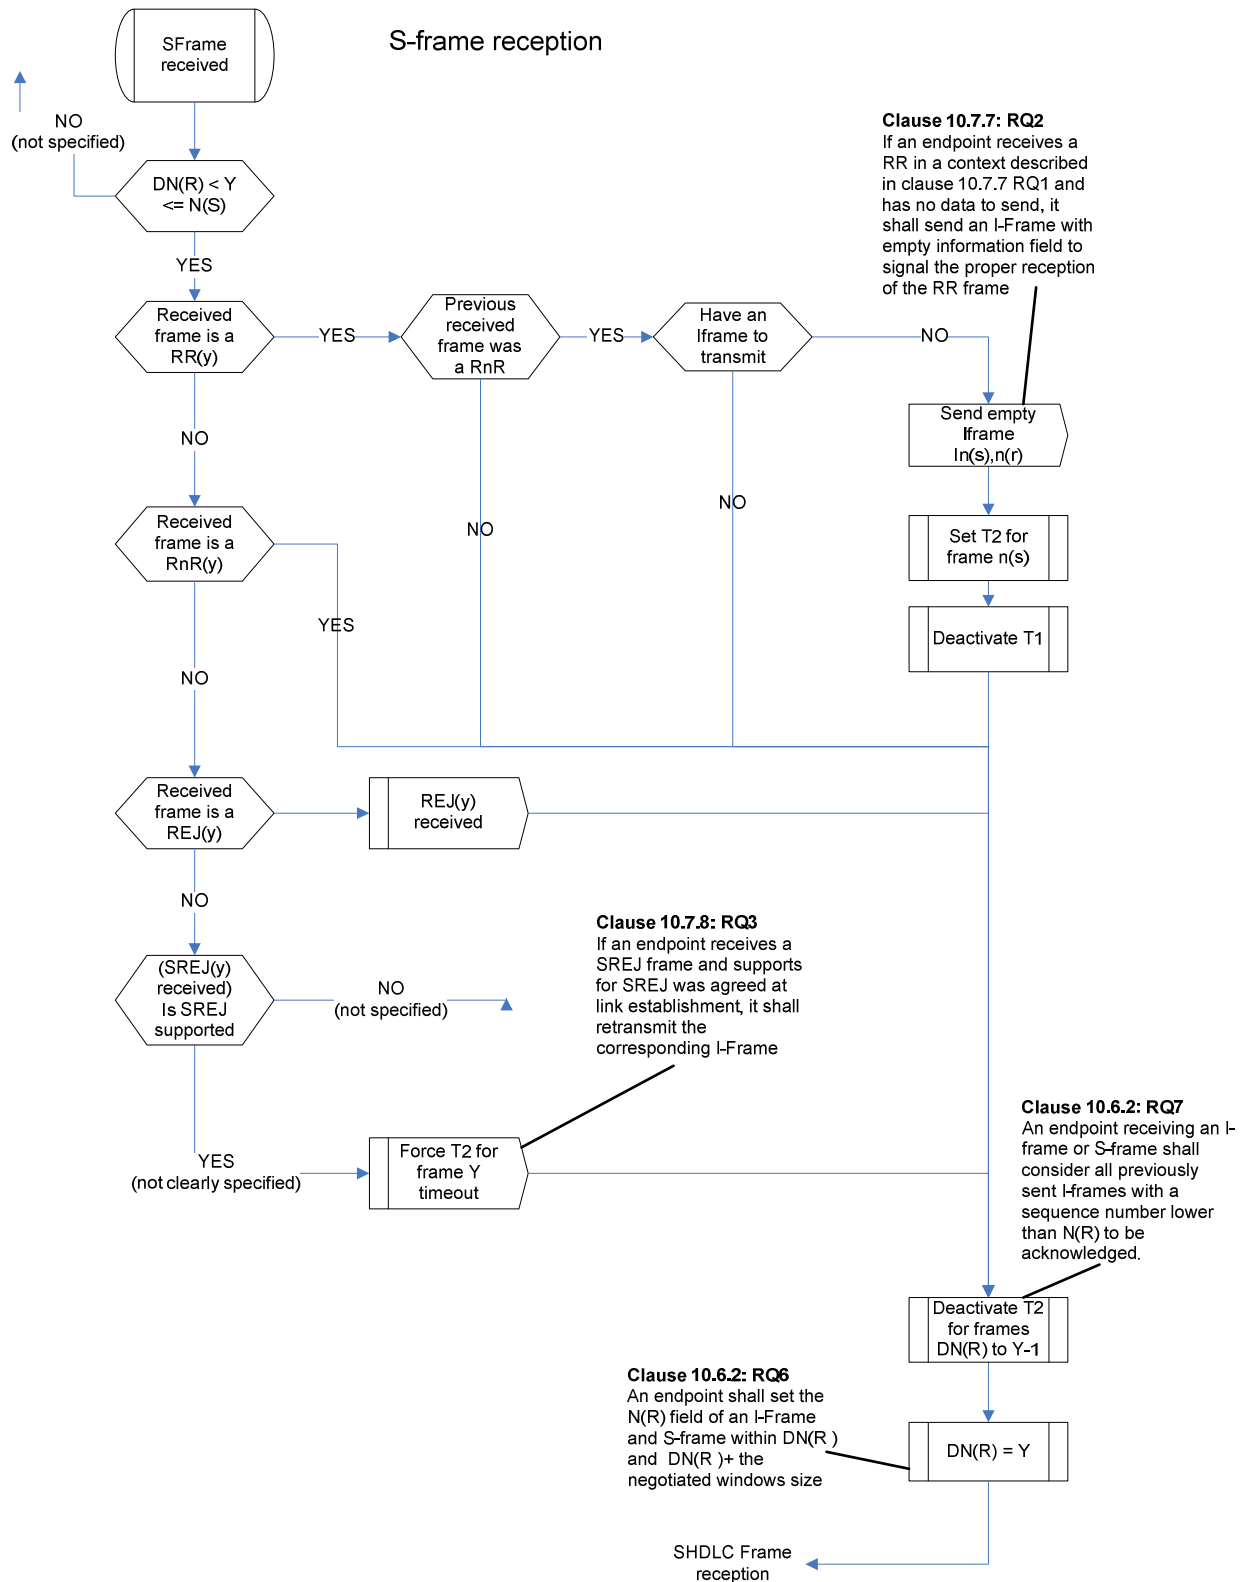 S-frame reception
SFrame
received
NO
(not specified)
DN(R) < Y
<= N(S)
YES
Clause 10.7.7: RQ2
If an endpoint receives a
RR in a context described
in clause 10.7.7 RQ1 and
has no data to send, it
shall send an I-Frame with
empty information field to
signal the proper reception
of the RR frame
Received
frame is a
RR(y)
YES
Previous
received
frame was
a RnR
YES
Have an
Iframe to
transmit
NO
Send empty
Iframe
In(s),n(r)
NO
Received
frame is a
RnR(y)
NO
NO
Set T2 for
frame n(s)
YES
Deactivate T1
NO
Received
frame is a
REJ(y)
REJ(y)
received
NO
(SREJ(y)
received)
Is SREJ
supported
NO
(not specified)
Clause 10.7.8: RQ3
If an endpoint receives a
SREJ frame and supports
for SREJ was agreed at
link establishment, it shall
retransmit the
corresponding I-Frame
YES
(not clearly specified)
Force T2 for
frame Y
timeout
Clause 10.6.2: RQ7
An endpoint receiving an I-
frame or S-frame shall
consider all previously
sent I-frames with a
sequence number lower
than N(R) to be
acknowledged.
Deactivate T2
for frames
DN(R) to Y-1
Clause 10.6.2: RQ6
An endpoint shall set the
N(R) field of an I-Frame
and S-frame within DN(R )
and  DN(R )+ the
negotiated windows size
DN(R) = Y
SHDLC Frame
reception